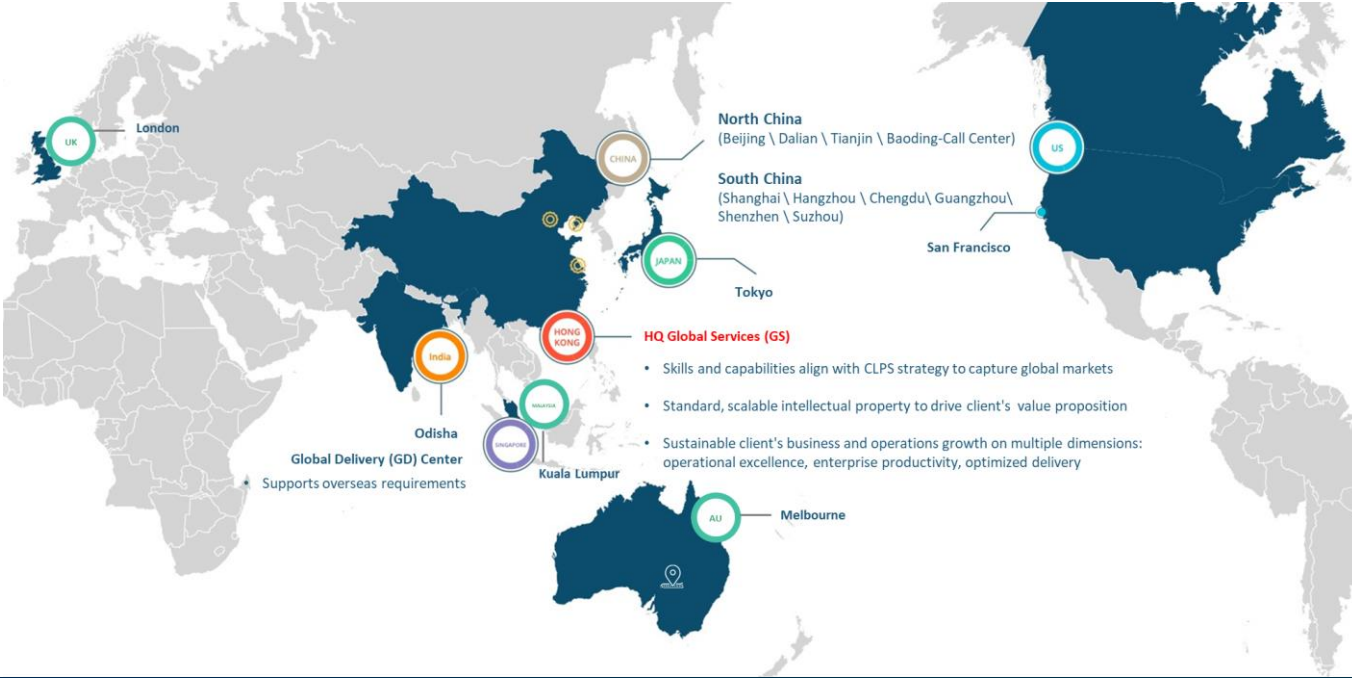 UK
London
CHINA
North China
(Beijing \ Dalian \ Tianjin \ Baoding-Call Center)
South China
(Shanghai \ Hangzhou \ Chengdu\ Guangzhou\
Shenzhen \ Suzhou)
US
San Francisco
JAPAN
Tokyo
HONG
KONG
HQ Global Services (GS)
• Skills and capabilities align with CLPS strategy to capture global markets
• Standard, scalable intellectual property to drive client's value proposition
• Sustainable client's business and operations growth on multiple dimensions:
operational excellence, enterprise productivity, optimized delivery
India
Odisha
Global Delivery (GD) Center
• Supports overseas requirements
MALAYSIA
Kuala Lumpur
SINGAPORE
AU
Melbourne